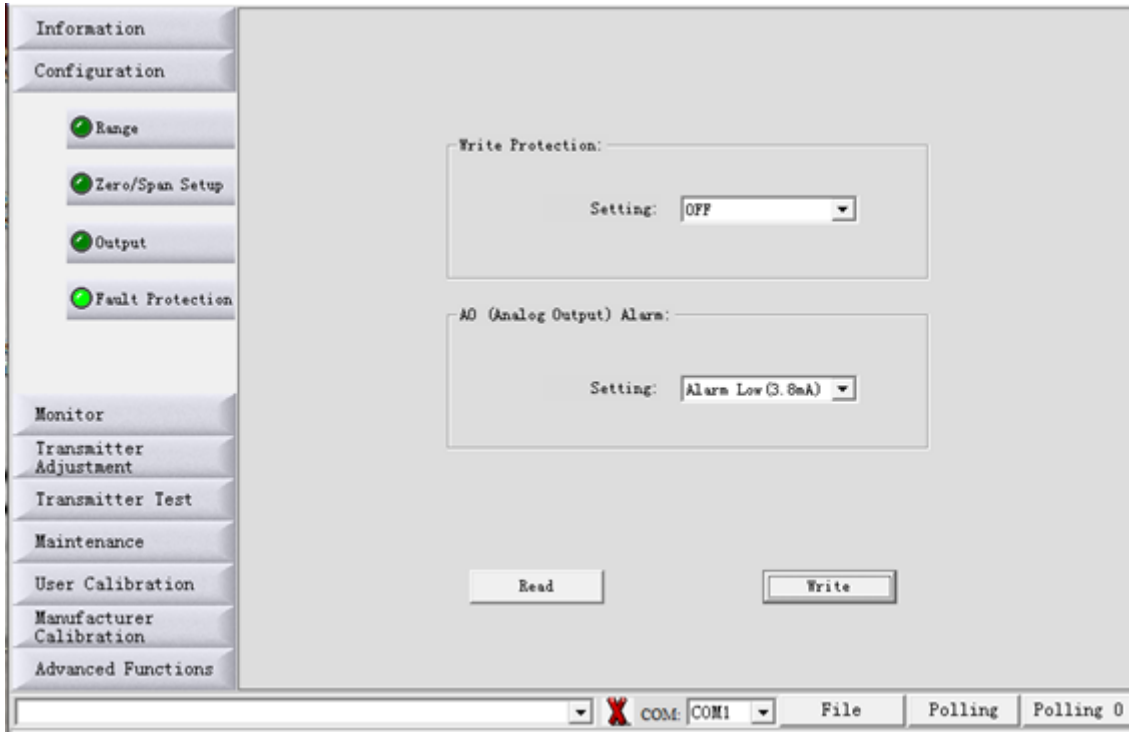 Information
Configuration
Range
Zero/Span Setup
Output
Fault Protection
Monitor
Transmitter
Adjustment
Transmitter Test
Maintenance
User Calibration
Manufacturer
Calibration
Advanced Functions
Write Protection:
Setting: OFF
AO (Analog Output) Alarm:
Setting: Alarm Low(3.8mA)
Read Write
COM: COM1 File Polling Polling 0